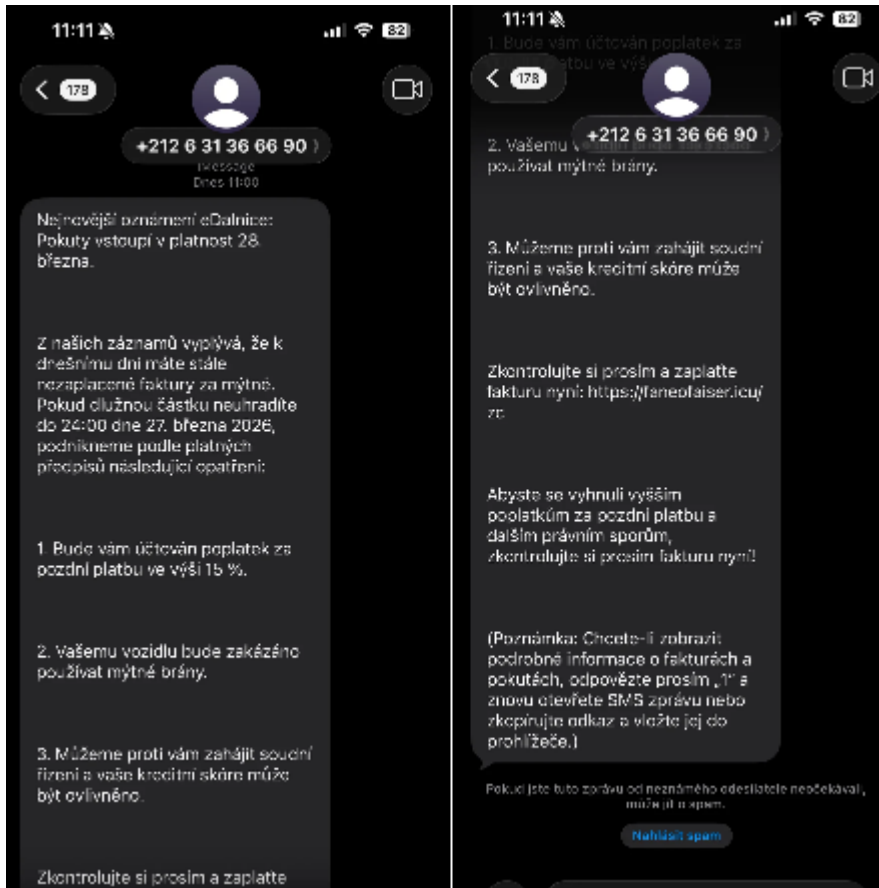 11:11
82
178
+212 6 31 36 66 90
iMessage
Dnes 11:00
Nejnovější oznámení eDalnice:
Pokuty vstoupí v platnost 28.
března.
Z našich záznamů vyplývá, že k
dnešnímu dni máte stále
nezaplacené faktury za mýtné.
Pokud dlužnou částku neuhradíte
do 24:00 dne 27. března 2026,
podnikneme podle platných
předpisů následující opatření:
1. Bude vám účtován poplatek za
pozdní platbu ve výši 15 %.
2. Vašemu vozidlu bude zakázáno
používat mýtné brány.
3. Můžeme proti vám zahájit soudní
řízení a vaše kreditní skóre může
být ovlivněno.
Zkontrolujte si prosím a zaplaťte
11:11
82
1. Bude vám účtován poplatek za
platbu ve výši
178
+212 6 31 36 66 90
2. Vašemu
používat mýtné brány.
3. Můžeme proti vám zahájit soudní
řízení a vaše kreditní skóre může
být ovlivněno.
Zkontrolujte si prosím a zaplaťte
fakturu nyní: https://faneofaiser.icu/
zc
Abyste se vyhnuli vyšším
poplatkům za pozdní platbu a
dalším právním sporům,
zkontrolujte si prosím fakturu nyní!
(Poznámka: Chcete-li zobrazit
podrobné informace o fakturách a
pokutách, odpovězte prosím „1“ a
znovu otevřete SMS zprávu nebo
zkopírujte odkaz a vložte jej do
prohlížeče.)
Pokud jste tuto zprávu od neznámého odesílatele neočekávali,
může jít o spam.
Nahlásit spam